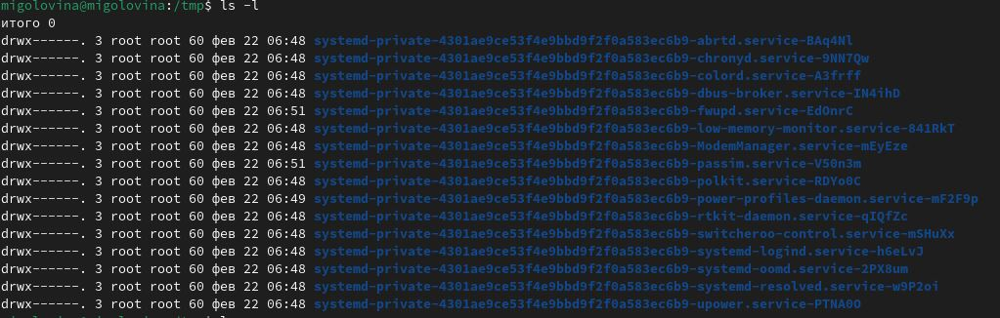 migolovina@migolovina:/tmp$ ls -l
итого 0
drwx------. 3 root root 60 фев 22 06:48 systemd-private-4301ae9ce53f4e9bbd9f2f0a583ec6b9-abrtd.service-BAq4Nl
drwx------. 3 root root 60 фев 22 06:48 systemd-private-4301ae9ce53f4e9bbd9f2f0a583ec6b9-chronyd.service-9NN7Qw
drwx------. 3 root root 60 фев 22 06:48 systemd-private-4301ae9ce53f4e9bbd9f2f0a583ec6b9-colord.service-A3frff
drwx------. 3 root root 60 фев 22 06:48 systemd-private-4301ae9ce53f4e9bbd9f2f0a583ec6b9-dbus-broker.service-IN4ihD
drwx------. 3 root root 60 фев 22 06:51 systemd-private-4301ae9ce53f4e9bbd9f2f0a583ec6b9-fwupd.service-EdOnrC
drwx------. 3 root root 60 фев 22 06:48 systemd-private-4301ae9ce53f4e9bbd9f2f0a583ec6b9-low-memory-monitor.service-841RkT
drwx------. 3 root root 60 фев 22 06:48 systemd-private-4301ae9ce53f4e9bbd9f2f0a583ec6b9-ModemManager.service-mEyEze
drwx------. 3 root root 60 фев 22 06:51 systemd-private-4301ae9ce53f4e9bbd9f2f0a583ec6b9-passim.service-V50n3m
drwx------. 3 root root 60 фев 22 06:48 systemd-private-4301ae9ce53f4e9bbd9f2f0a583ec6b9-polkit.service-RDYo0C
drwx------. 3 root root 60 фев 22 06:49 systemd-private-4301ae9ce53f4e9bbd9f2f0a583ec6b9-power-profiles-daemon.service-mF2F9p
drwx------. 3 root root 60 фев 22 06:48 systemd-private-4301ae9ce53f4e9bbd9f2f0a583ec6b9-rtkit-daemon.service-qIQfZc
drwx------. 3 root root 60 фев 22 06:48 systemd-private-4301ae9ce53f4e9bbd9f2f0a583ec6b9-switcheroo-control.service-mSHuXx
drwx------. 3 root root 60 фев 22 06:48 systemd-private-4301ae9ce53f4e9bbd9f2f0a583ec6b9-systemd-logind.service-h6eLvJ
drwx------. 3 root root 60 фев 22 06:48 systemd-private-4301ae9ce53f4e9bbd9f2f0a583ec6b9-systemd-oomd.service-2PX8um
drwx------. 3 root root 60 фев 22 06:48 systemd-private-4301ae9ce53f4e9bbd9f2f0a583ec6b9-systemd-resolved.service-w9P2oi
drwx------. 3 root root 60 фев 22 06:48 systemd-private-4301ae9ce53f4e9bbd9f2f0a583ec6b9-upower.service-PTNA0O